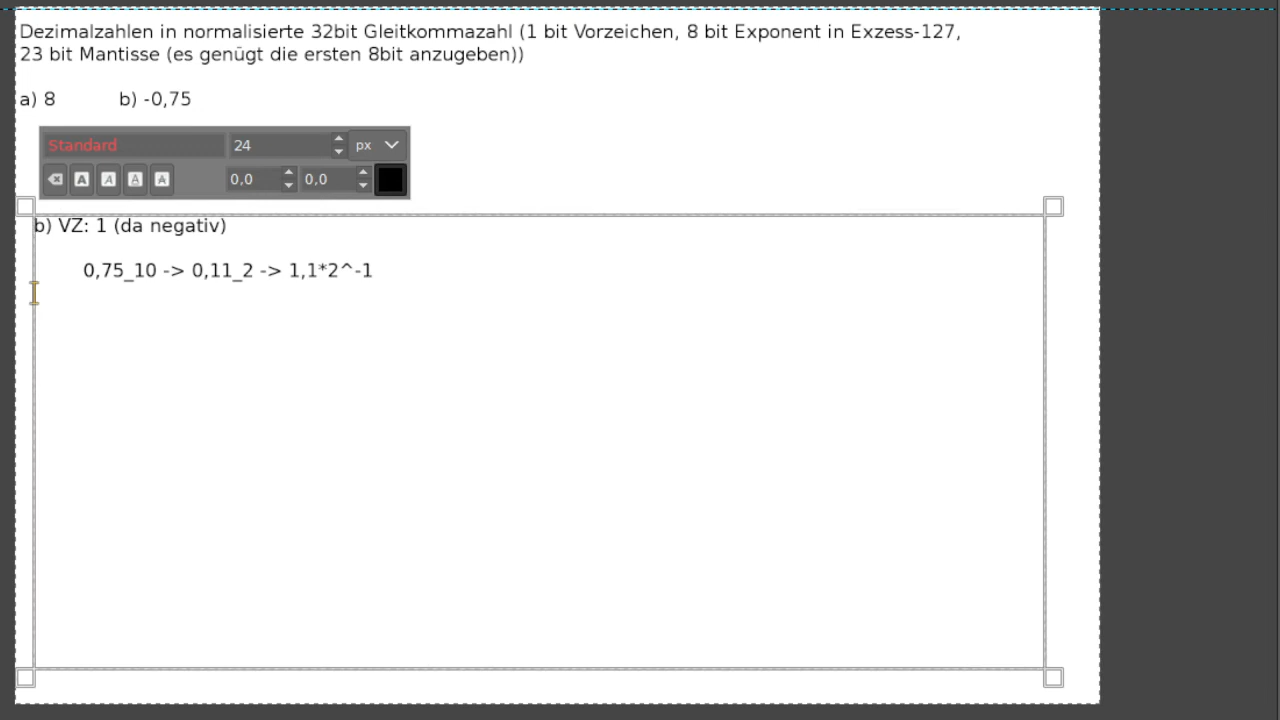 Dezimalzahlen in normalisierte 32bit Gleitkommazahl (1 bit Vorzeichen, 8 bit Exponent in Exzess-127,
23 bit Mantisse (es genügt die ersten 8bit anzugeben))
a) 8 b) -0,75
Standard 24 px
A A A A 0,0 0,0
b) VZ: 1 (da negativ)
0,75_10 -> 0,11_2 -> 1,1*2^-1